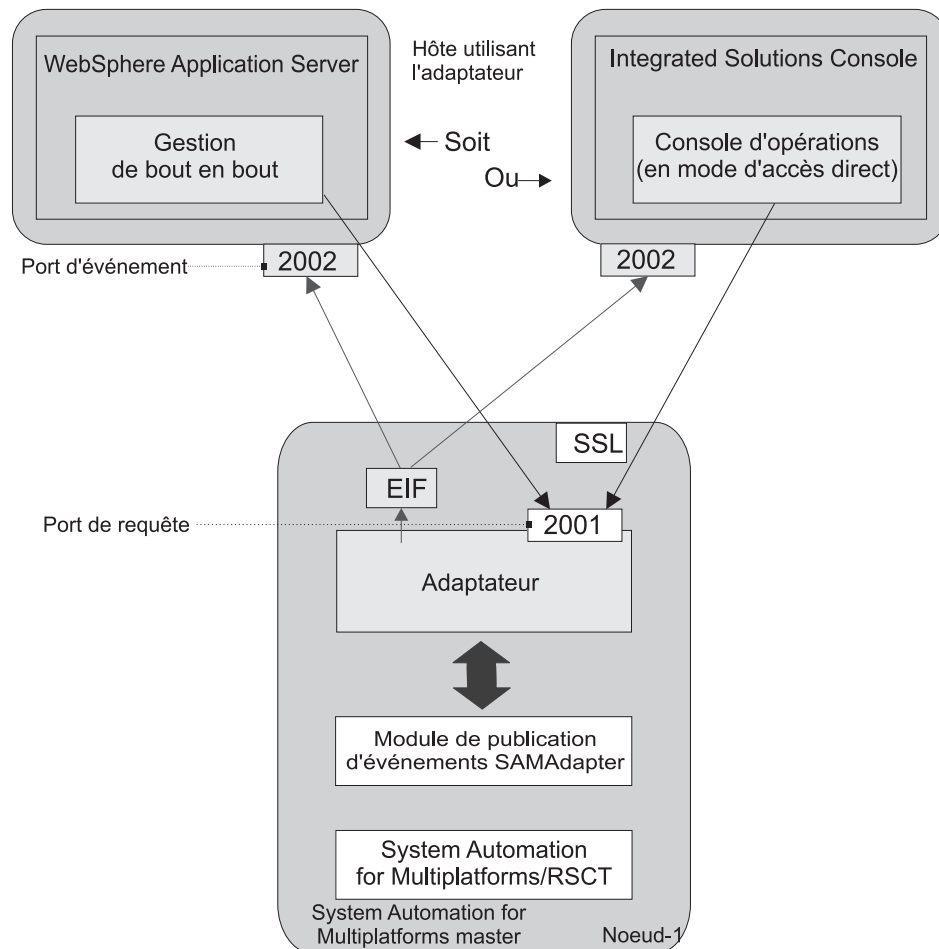 WebSphere Application Server
Gestion
de bout en bout
Hôte utilisant
l'adaptateur
Soit
Ou
Integrated Solutions Console
Console d'opérations
(en mode d'accès direct)
Port d'événement
2002
2002
SSL
EIF
Port de requête
2001
Adaptateur
Module de publication
d'événements SAMAdapter
System Automation
for Multiplatforms/RSCT
System Automation for
Multiplatforms master
Noeud-1